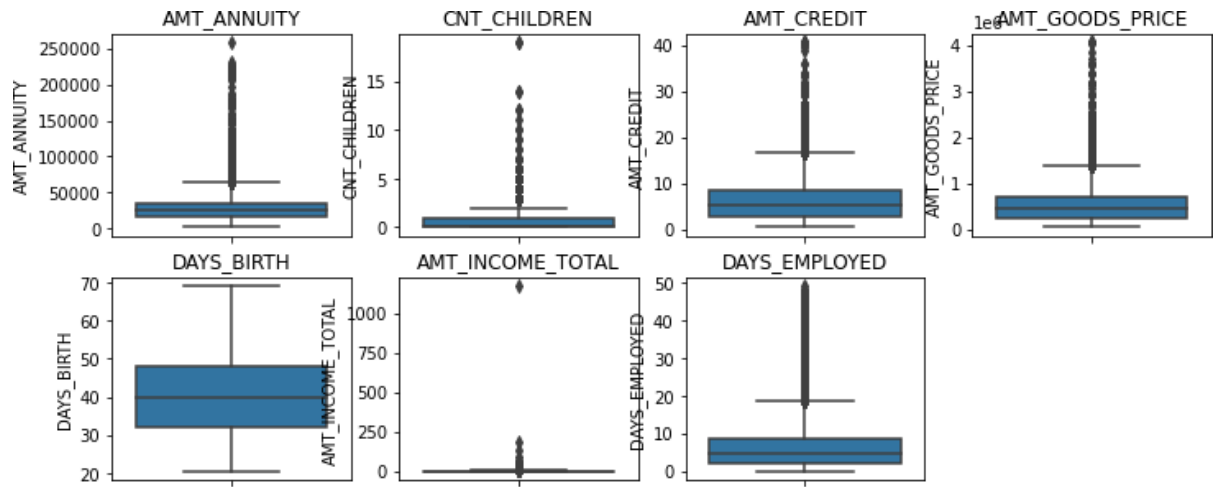 AMT_ANNUITY
250000
200000
150000
100000
50000
0
AMT_ANNUITY
CNT_CHILDREN
15
10
5
0
CNT_CHILDREN
AMT_CREDIT
40
30
20
10
0
AMT_CREDIT
1e6
AMT_GOODS_PRICE
4
3
2
1
0
AMT_GOODS_PRICE
DAYS_BIRTH
70
60
50
40
30
20
DAYS_BIRTH
AMT_INCOME_TOTAL
1000
750
500
250
0
AMT_INCOME_TOTAL
DAYS_EMPLOYED
50
40
30
20
10
0
DAYS_EMPLOYED